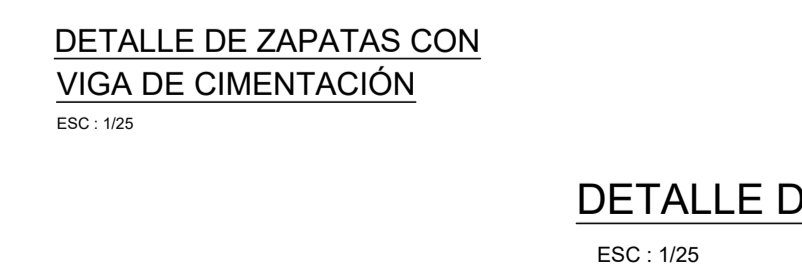 DETALLE DE ZAPATAS CON
VIGA DE CIMENTACIÓN
ESC : 1/25
DETALLE D
ESC : 1/25